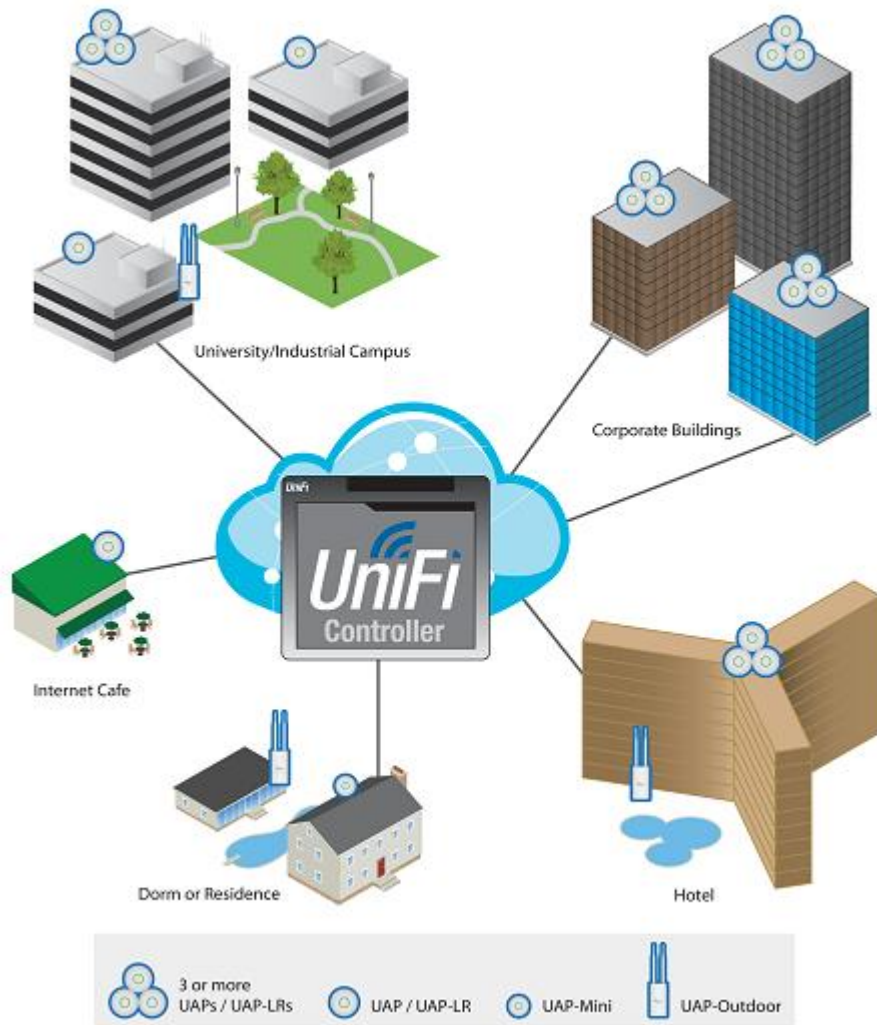 University/Industrial Campus
Corporate Buildings
UniFi
UniFi
Controller
Internet Cafe
Dorm or Residence
Hotel
3 or more
UAPs / UAP-LRs
UAP / UAP-LR
UAP-Mini
UAP-Outdoor